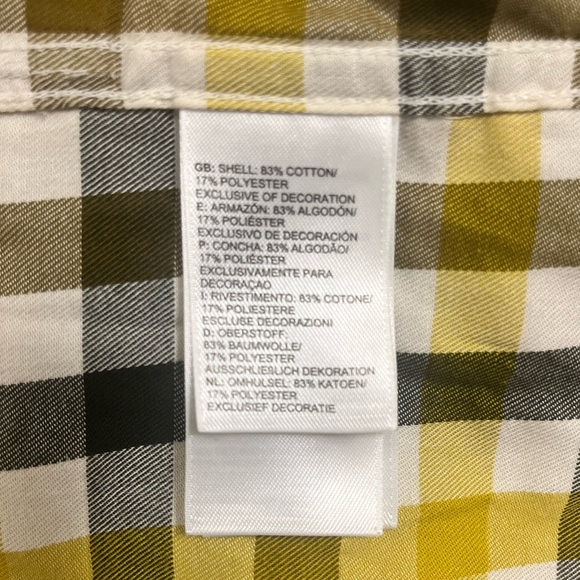 GB: SHELL: 83% COTTON/
17% POLYESTER
EXCLUSIVE OF DECORATION
E: ARMAZÓN: 83% ALGODÓN/
17% POLIÉSTER
EXCLUSIVO DE DECORACIÓN
P: CONCHA: 83% ALGODÃO/
17% POLIÉSTER
EXCLUSIVAMENTE PARA
DECORAÇAO
I: RIVESTIMENTO: 83% COTONE/
17% POLIESTERE
ESCLUSE DECORAZIONI
D: OBERSTOFF:
83% BAUMWOLLE/
17% POLYESTER
AUSSCHLIEßLICH DEKORATION
NL: OMHULSEL: 83% KATOEN/
17% POLYESTER
EXCLUSIEF DECORATIE